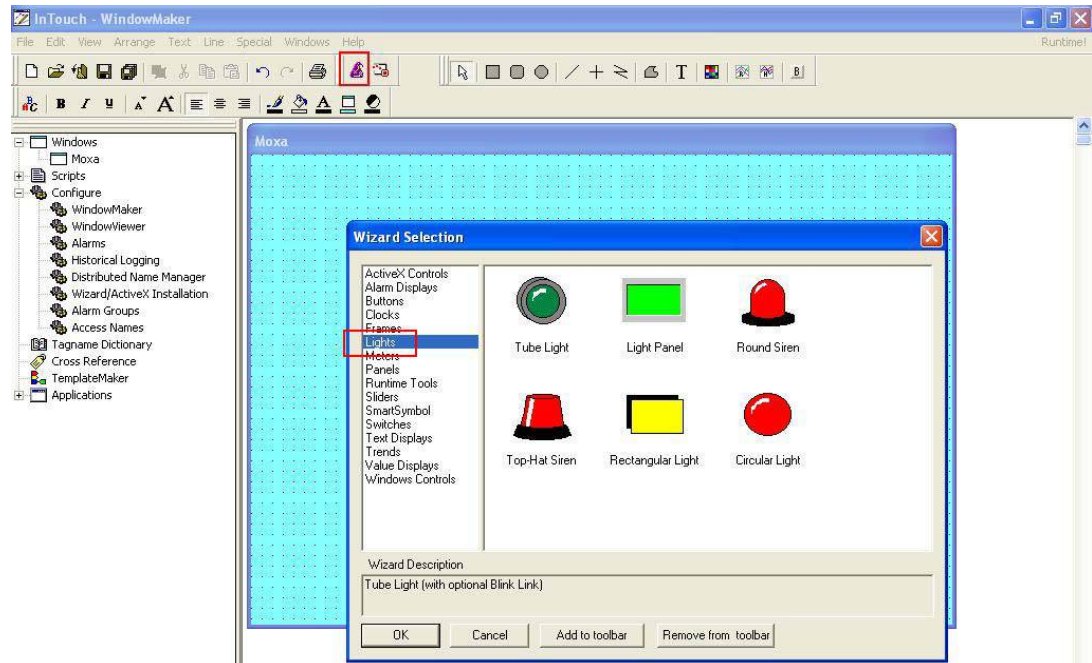 InTouch - WindowMaker
File Edit View Arrange Text Line Special Windows Help Runtime!
Windows
Moxa
Scripts
Configure
WindowMaker
WindowViewer
Alarms
Historical Logging
Distributed Name Manager
Wizard/ActiveX Installation
Alarm Groups
Access Names
Tagname Dictionary
Cross Reference
TemplateMaker
Applications
Moxa
Wizard Selection
ActiveX Controls
Alarm Displays
Buttons
Clocks
Frames
Lights
Meters
Panels
Runtime Tools
Sliders
SmartSymbol
Switches
Text Displays
Trends
Value Displays
Windows Controls
Tube Light
Light Panel
Round Siren
Top-Hat Siren
Rectangular Light
Circular Light
Wizard Description
Tube Light (with optional Blink Link)
OK Cancel Add to toolbar Remove from toolbar